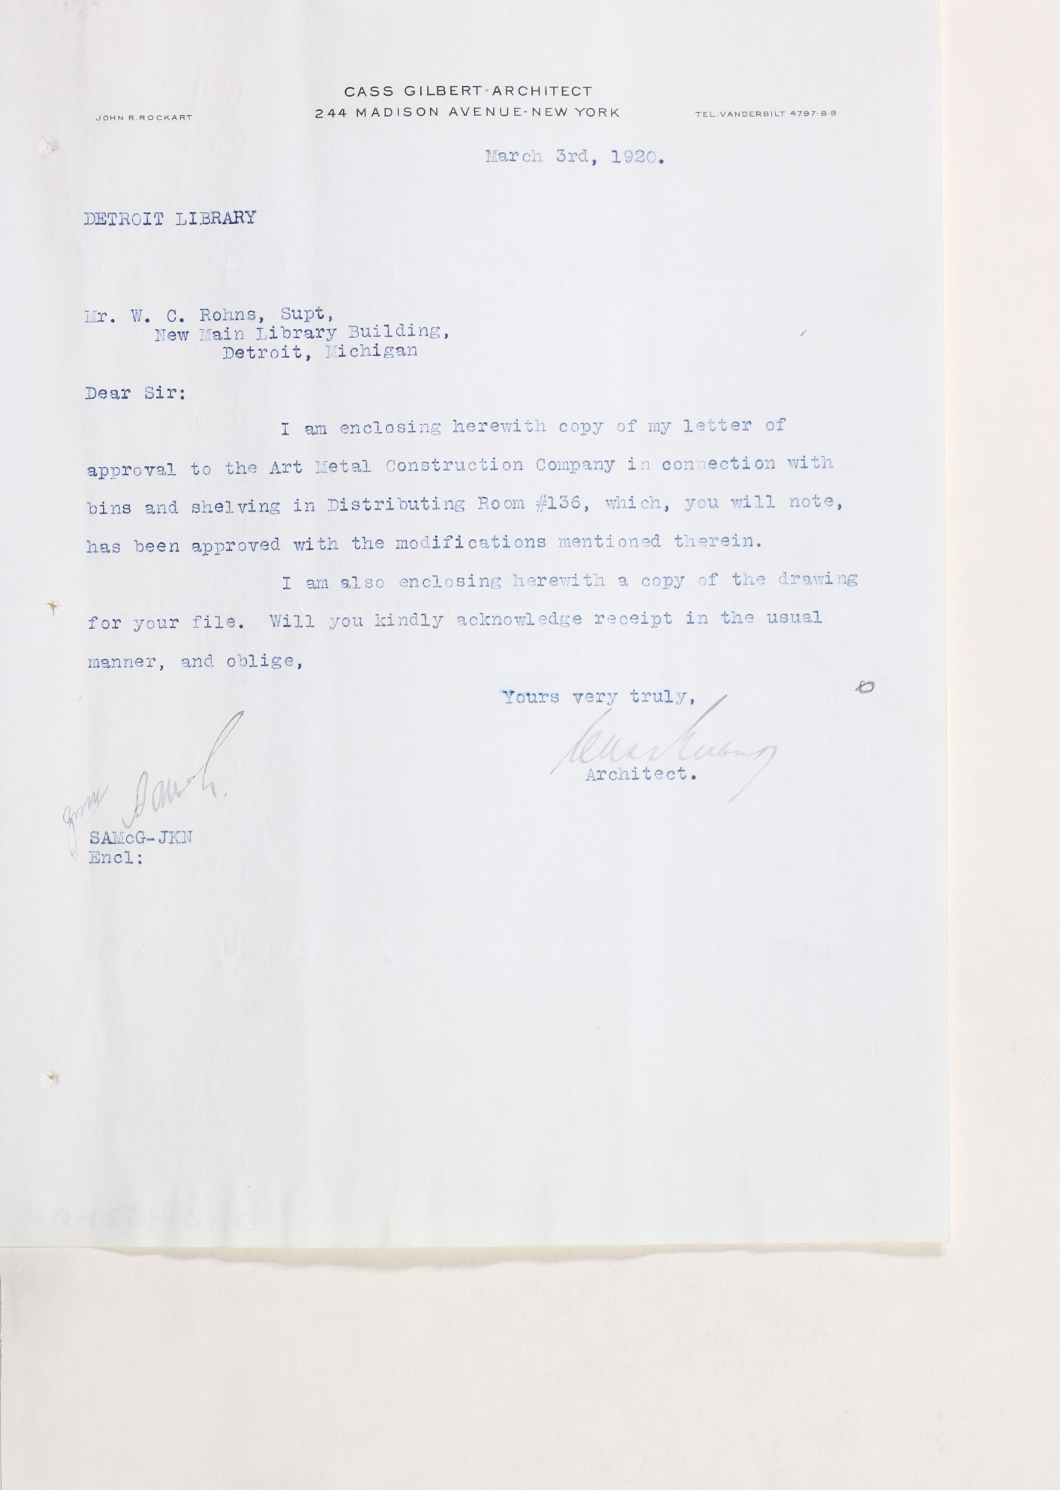 CASS GILBERT·ARCHITECT
244 MADISON AVENUE·NEW YORK
JOHN R. ROCKART
TEL. VANDERBILT 4797-8-9
March 3rd, 1920.
DETROIT LIBRARY
Mr. W. C. Rohns, Supt,
New Main Library Building,
Detroit, Michigan
Dear Sir:
I am enclosing herewith copy of my letter of
approval to the Art Metal Construction Company in connection with
bins and shelving in Distributing Room #136, which, you will note,
has been approved with the modifications mentioned therein.
I am also enclosing herewith a copy of the drawing
for your file. Will you kindly acknowledge receipt in the usual
manner, and oblige,
Yours very truly,
Architect.
SAMcG-JKN
Encl: